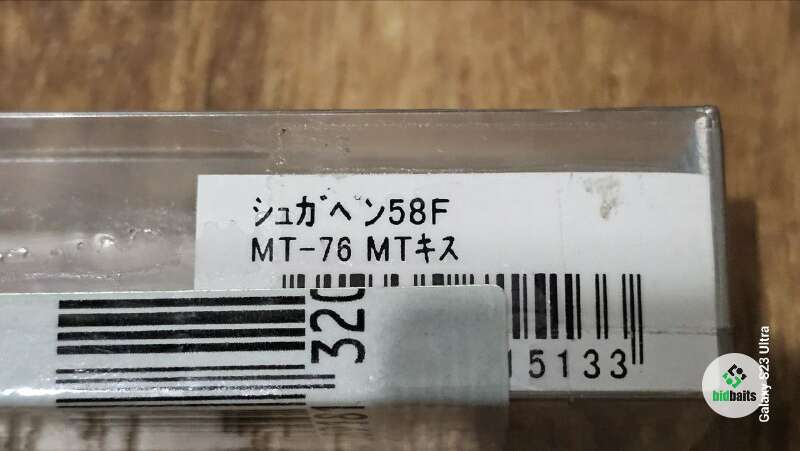 ｼｭｶﾞﾍﾟﾝ58F
MT-76 MTｷｽ
15133
320
bidbaits
Galaxy S23 Ultra